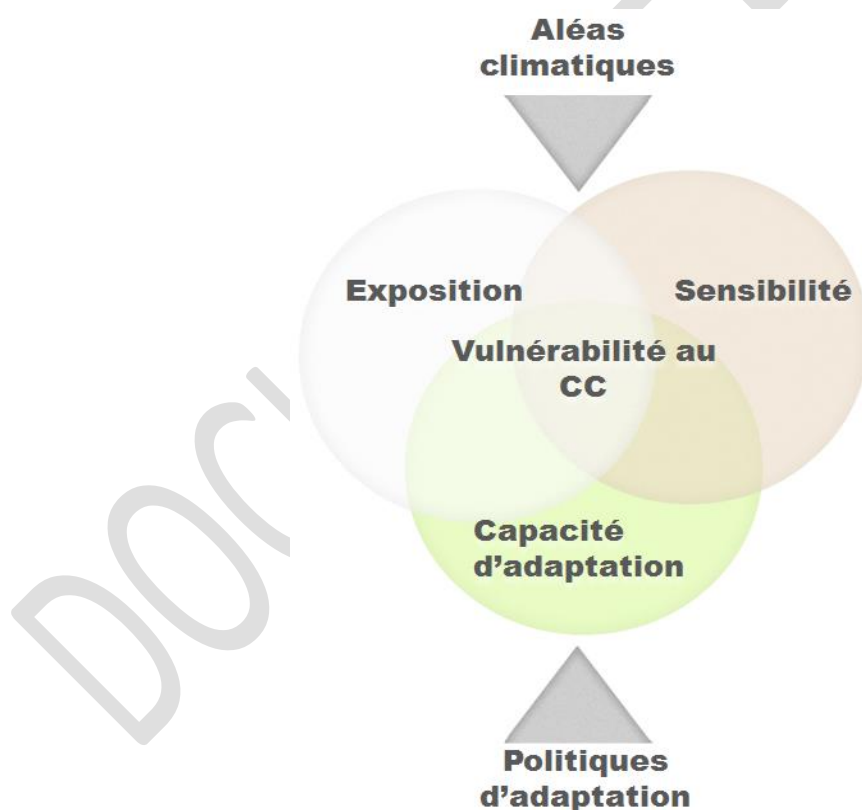 Aléas
climatiques
Exposition
Sensibilité
Vulnérabilité au
CC
Capacité
d’adaptation
Politiques
d’adaptation